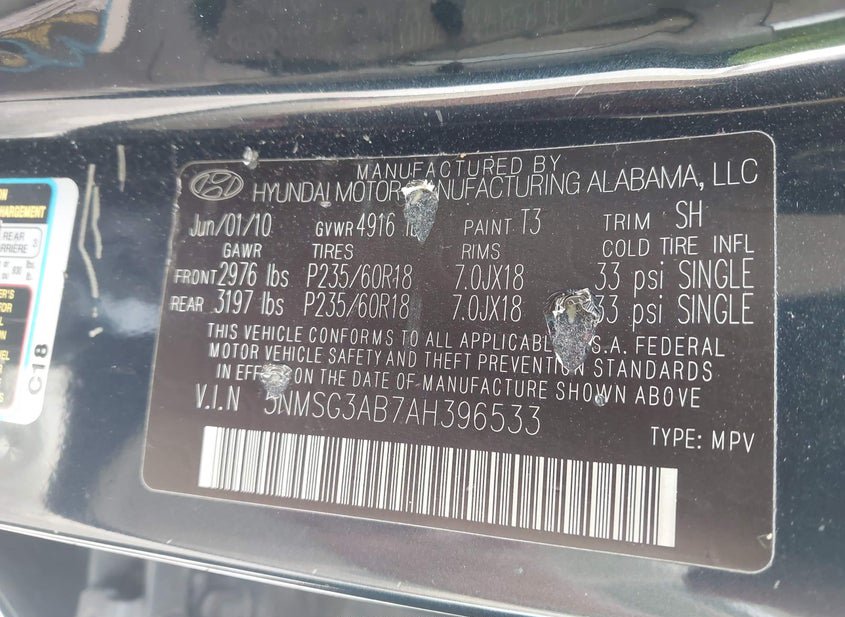 MANUFACTURED BY
HYUNDAI MOTOR MANUFACTURING ALABAMA, LLC
Jun/01/10 GVWR 4916 PAINT T3 TRIM SH
GAWR TIRES RIMS COLD TIRE INFL
FRONT 2976 lbs P235/60R18 7.0JX18 33 psi SINGLE
REAR 3197 lbs P235/60R18 7.0JX18 33 psi SINGLE
THIS VEHICLE CONFORMS TO ALL APPLICABLE U.S.A. FEDERAL
MOTOR VEHICLE SAFETY AND THEFT PREVENTION STANDARDS
IN EFFECT ON THE DATE OF MANUFACTURE SHOWN ABOVE
V.I.N 5NMSG3AB7AH396533
TYPE: MPV
REAR
C18